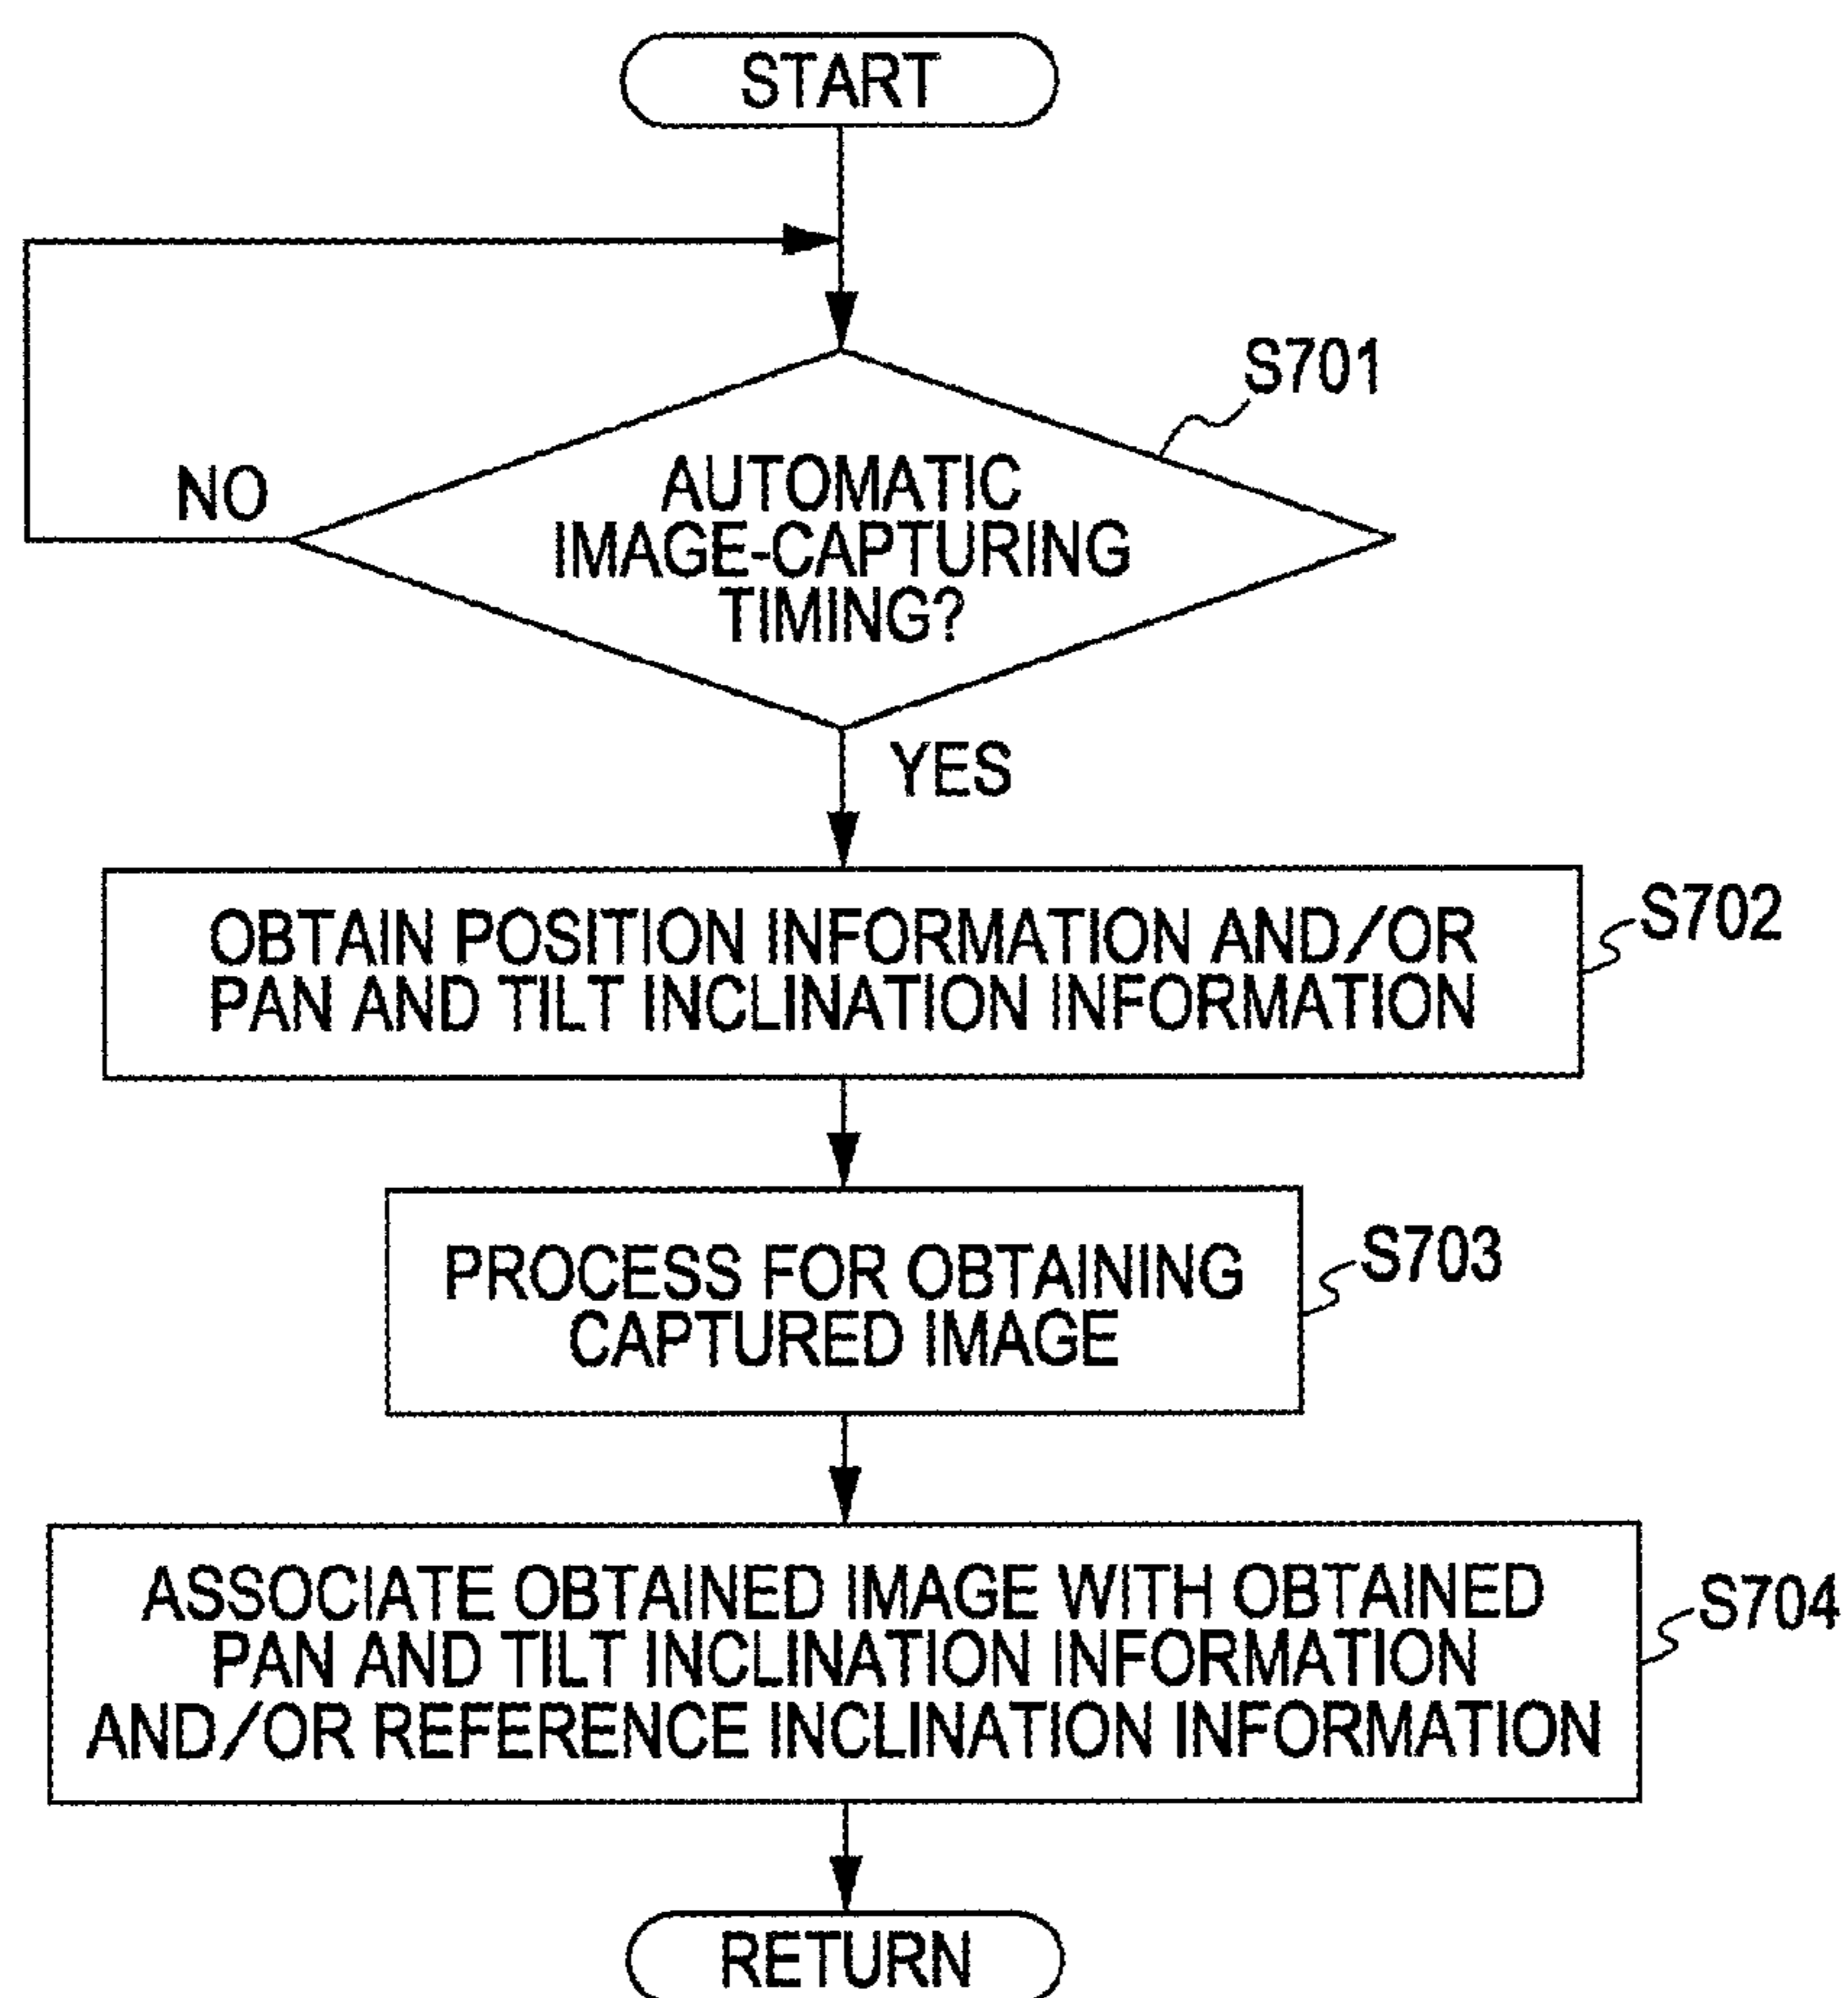 START
S701
NO
AUTOMATIC
IMAGE-CAPTURING
TIMING?
YES
OBTAIN POSITION INFORMATION AND/OR
PAN AND TILT INCLINATION INFORMATION
S702
PROCESS FOR OBTAINING
CAPTURED IMAGE
S703
ASSOCIATE OBTAINED IMAGE WITH OBTAINED
PAN AND TILT INCLINATION INFORMATION
AND/OR REFERENCE INCLINATION INFORMATION
S704
RETURN